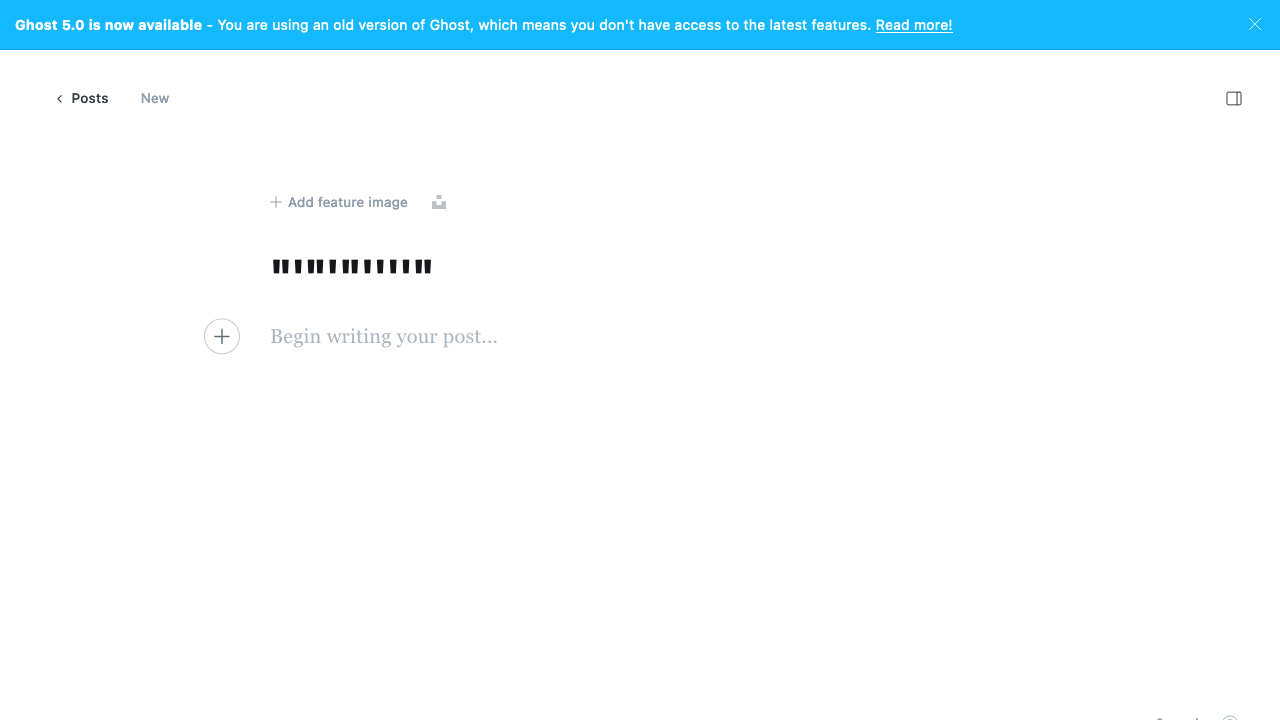 Ghost 5.0 is now available - You are using an old version of Ghost, which means you don't have access to the latest features. Read more!
Posts New
Add feature image
"'"'"''''"
Begin writing your post...